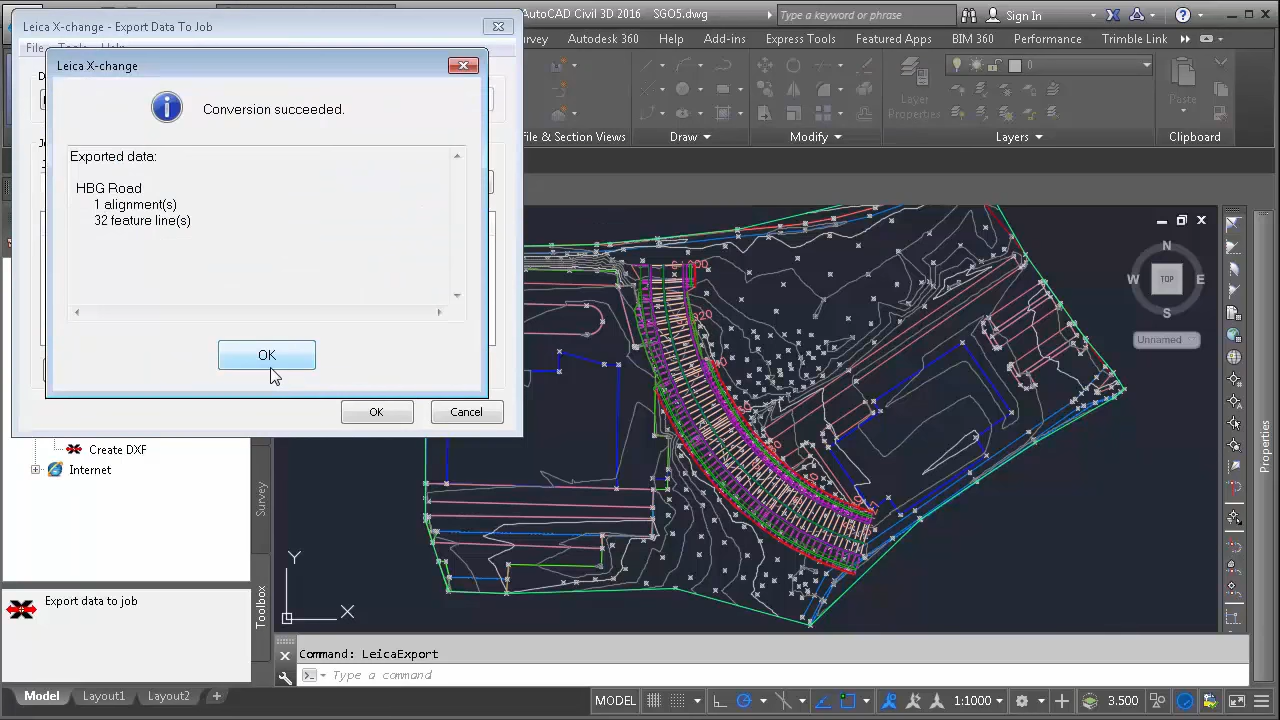 Leica X-change - Export Data To Job
AutoCAD Civil 3D 2016 SGO5.dwg
Type a keyword or phrase
Sign In
Leica X-change
Conversion succeeded.
Exported data:
HBG Road
1 alignment(s)
32 feature line(s)
OK
OK
Cancel
Autodesk 360
Help
Add-ins
Express Tools
Featured Apps
BIM 360
Performance
Trimble Link
Layer
Properties
0
Paste
File & Section Views
Draw
Modify
Layers
Clipboard
N
W
TOP
E
S
Unnamed
Create DXF
Internet
Export data to job
Survey
Toolbox
Properties
Y
X
Command: LeicaExport
Type a command
Model
Layout1
Layout2
+
MODEL
1:1000
3.500